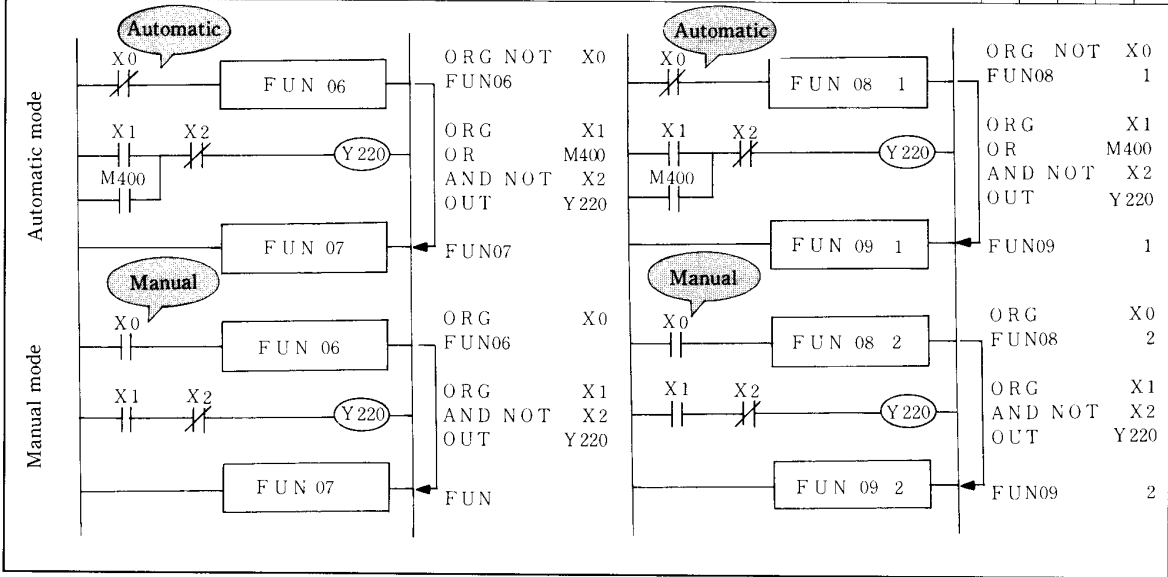 Automatic mode
Automatic
X0
FUN 06
X1
X2
M400
Y220
FUN 07
ORG NOT X0
FUN06
ORG X1
OR M400
AND NOT X2
OUT Y220
FUN07
Manual mode
Manual
X0
FUN 06
X1
X2
Y220
FUN 07
ORG X0
FUN06
ORG X1
AND NOT X2
OUT Y220
FUN
Automatic
X0
FUN 08 1
X1
X2
M400
Y220
FUN 09 1
ORG NOT X0
FUN08 1
ORG X1
OR M400
AND NOT X2
OUT Y220
FUN09 1
Manual
X0
FUN 08 2
X1
X2
Y220
FUN 09 2
ORG X0
FUN08 2
ORG X1
AND NOT X2
OUT Y220
FUN09 2